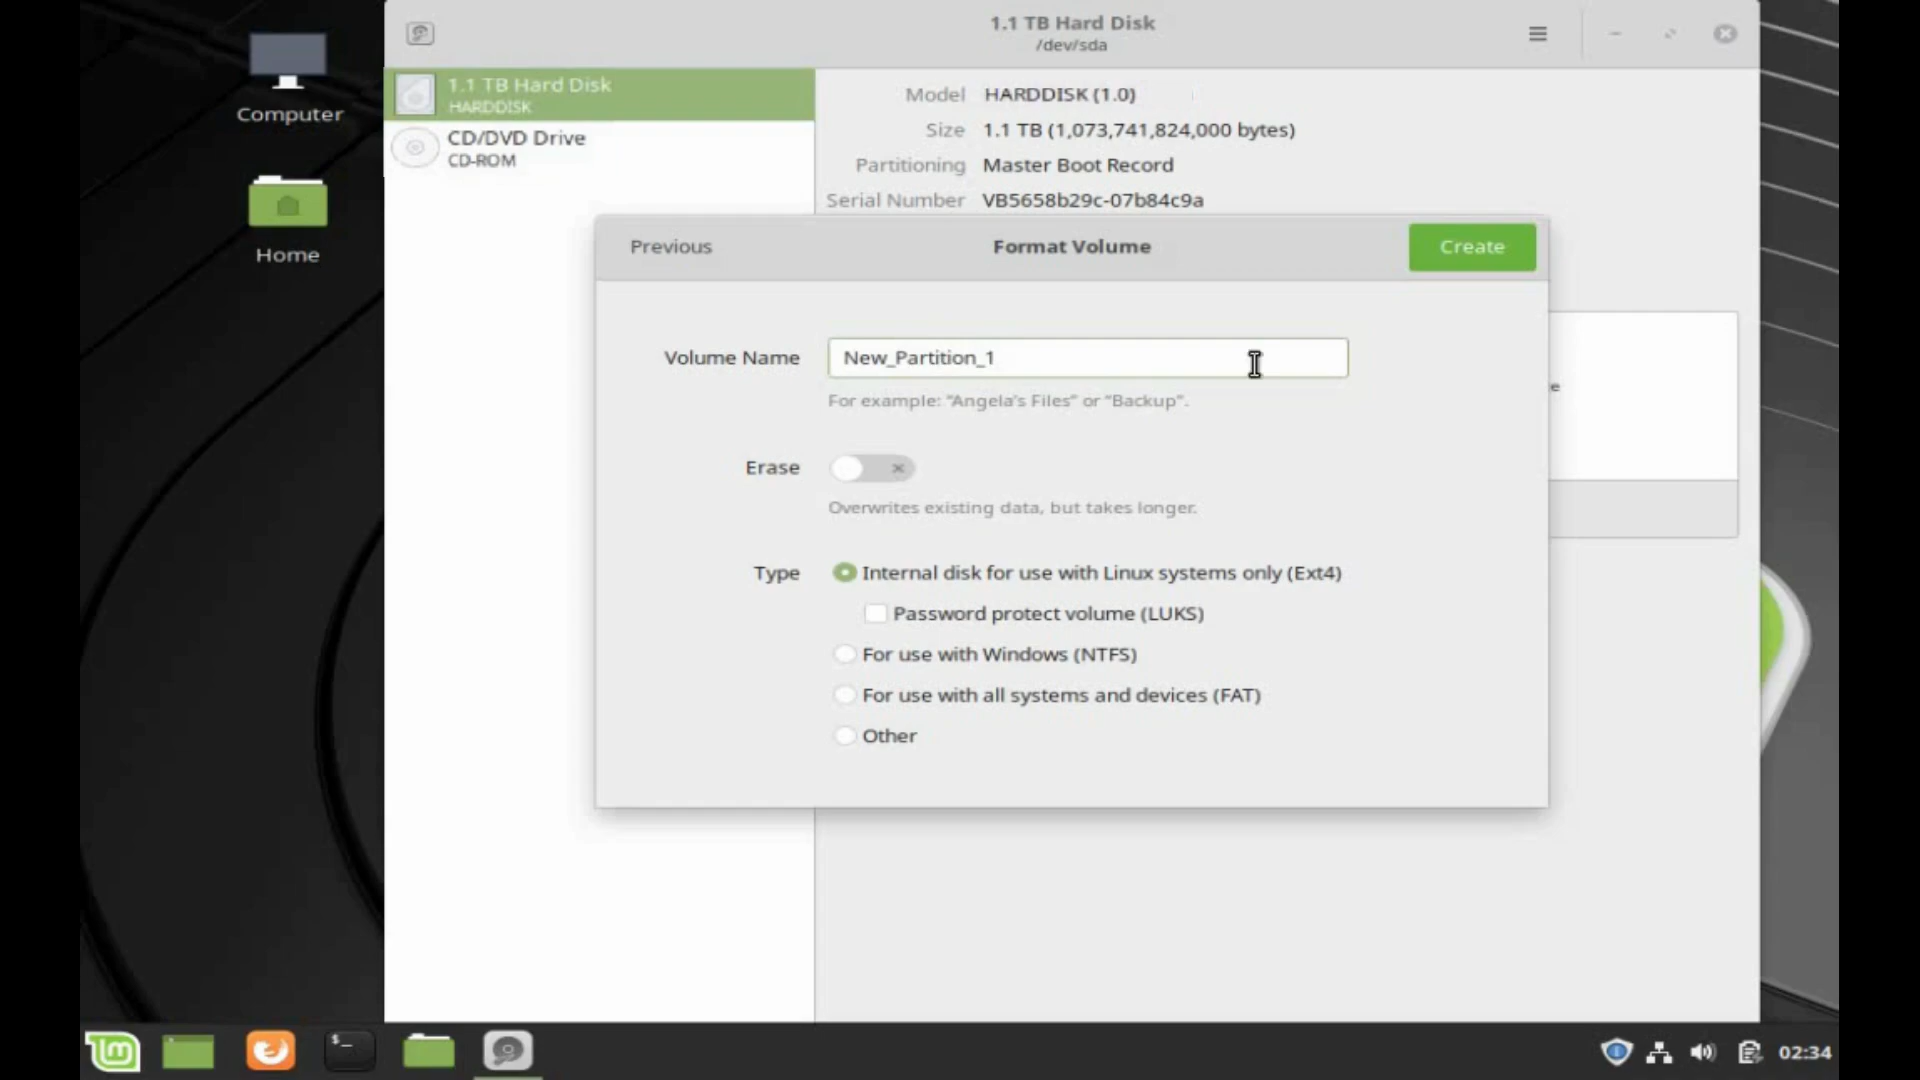 1.1 TB Hard Disk
/dev/sda
Computer
Home
1.1 TB Hard Disk
HARDDISK
CD/DVD Drive
CD-ROM
Model HARDDISK (1.0)
Size 1.1 TB (1,073,741,824,000 bytes)
Partitioning Master Boot Record
Serial Number VB5658b29c-07b84c9a
Previous
Format Volume
Create
Volume Name New_Partition_1
For example: “Angela’s Files” or “Backup”.
e
Erase
Overwrites existing data, but takes longer.
Type Internal disk for use with Linux systems only (Ext4)
Password protect volume (LUKS)
For use with Windows (NTFS)
For use with all systems and devices (FAT)
Other
$_
02:34